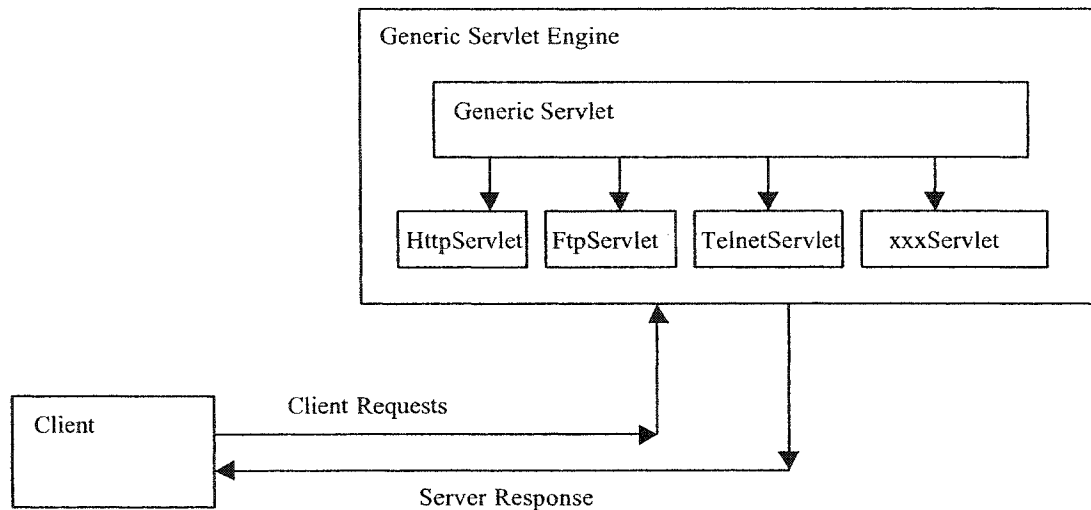 Generic Servlet Engine
Generic Servlet
HttpServlet
FtpServlet
TelnetServlet
xxxServlet
Client Requests
Client
Server Response